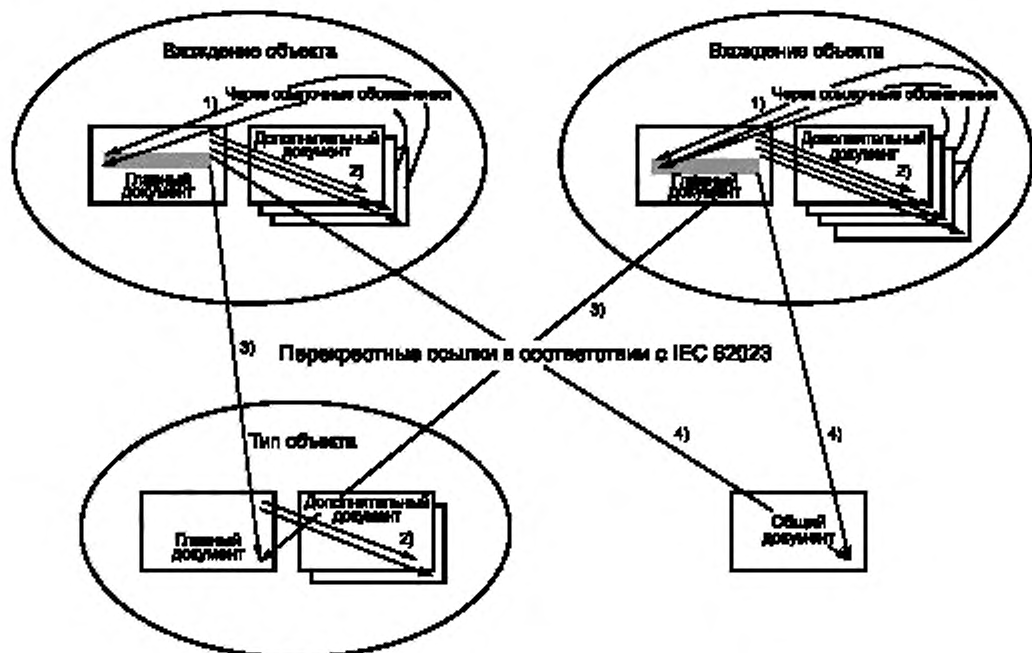 Вхождение объекта
Вхождение объекта
1) Через ссылочные обозначения
1) Через ссылочные обозначения
Дополнительный
документ
2)
Главный
документ
Дополнительный
документ
2)
Главный
документ
3)
3)
Перекрестные ссылки в соответствии с IEC 62023
Тип объекта
4)
4)
Дополнительный
документ
2)
Главный
документ
Общий
документ